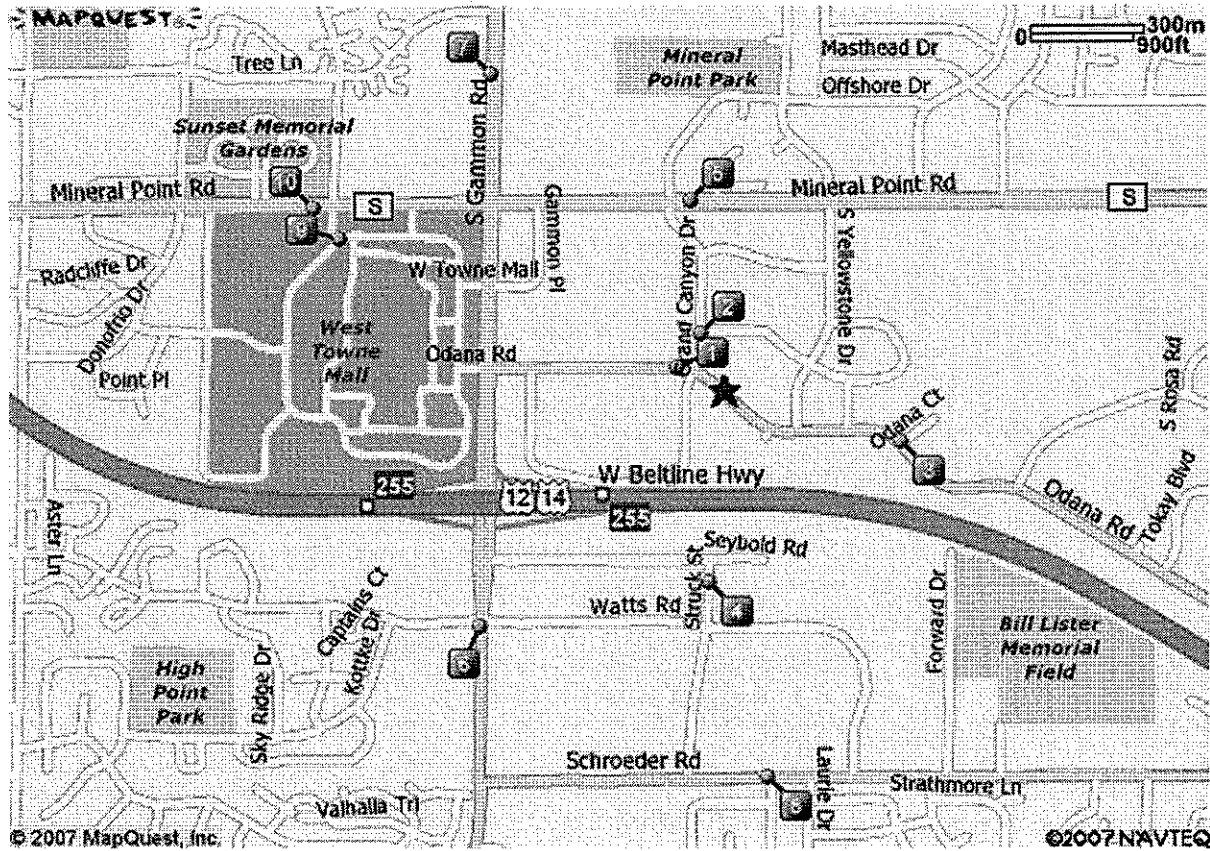 MAPQUEST
300m
0
900ft
Tree Ln
S Gammon Rd
Mineral
Point Park
Masthead Dr
Offshore Dr
Sunset Memorial
Gardens
Mineral Point Rd
10
S
Gammon Pl
Mineral Point Rd
S
Radcliffe Dr
Donofrio Dr
Point Pl
W Towne Mall
West
Towne
Mall
Odana Rd
Grand Canyon Dr
2
1
S Yellowstone Dr
S Rosa Rd
Odana Ct
Odana Rd
Tokay Blvd
255
12
14
W Beltline Hwy
255
Aster Ln
Captains Ct
Kottke Dr
Seybold Rd
Struck St
Watts Rd
4
Forward Dr
Bill Lister
Memorial
Field
High
Point
Park
Sky Ridge Dr
Schroeder Rd
Laurie Dr
Strathmore Ln
Valhalla Trl
© 2007 MapQuest, Inc.
©2007 NAVTEQ